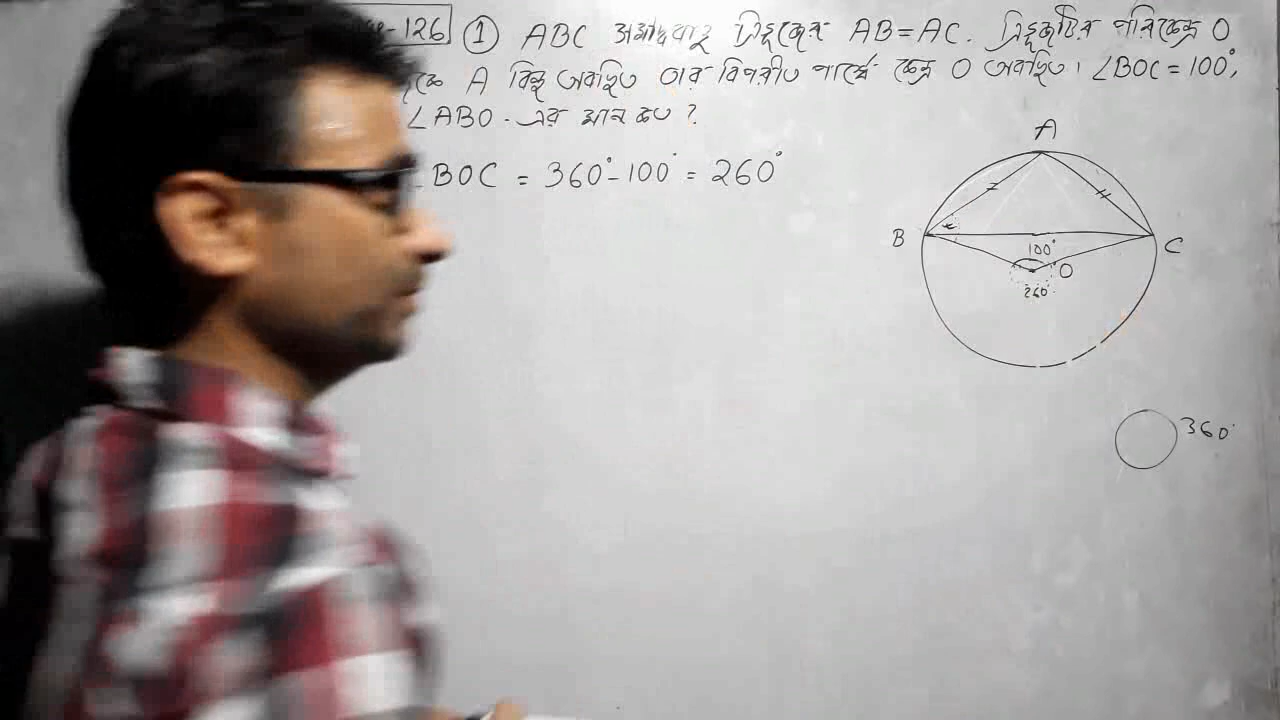 -126 ① ABC সমদ্বিবাহু ত্রিভুজের AB=AC. ত্রিভুজটির পরিকেন্দ্র O
A বিন্দু অবস্থিত তার বিপরীত পার্শ্বে কেন্দ্র O অবস্থিত। ∠BOC = 100°,
∠ABO-এর মান কত ?
BOC = 360°-100° = 260°
A
B
C
100°
O
260°
360°